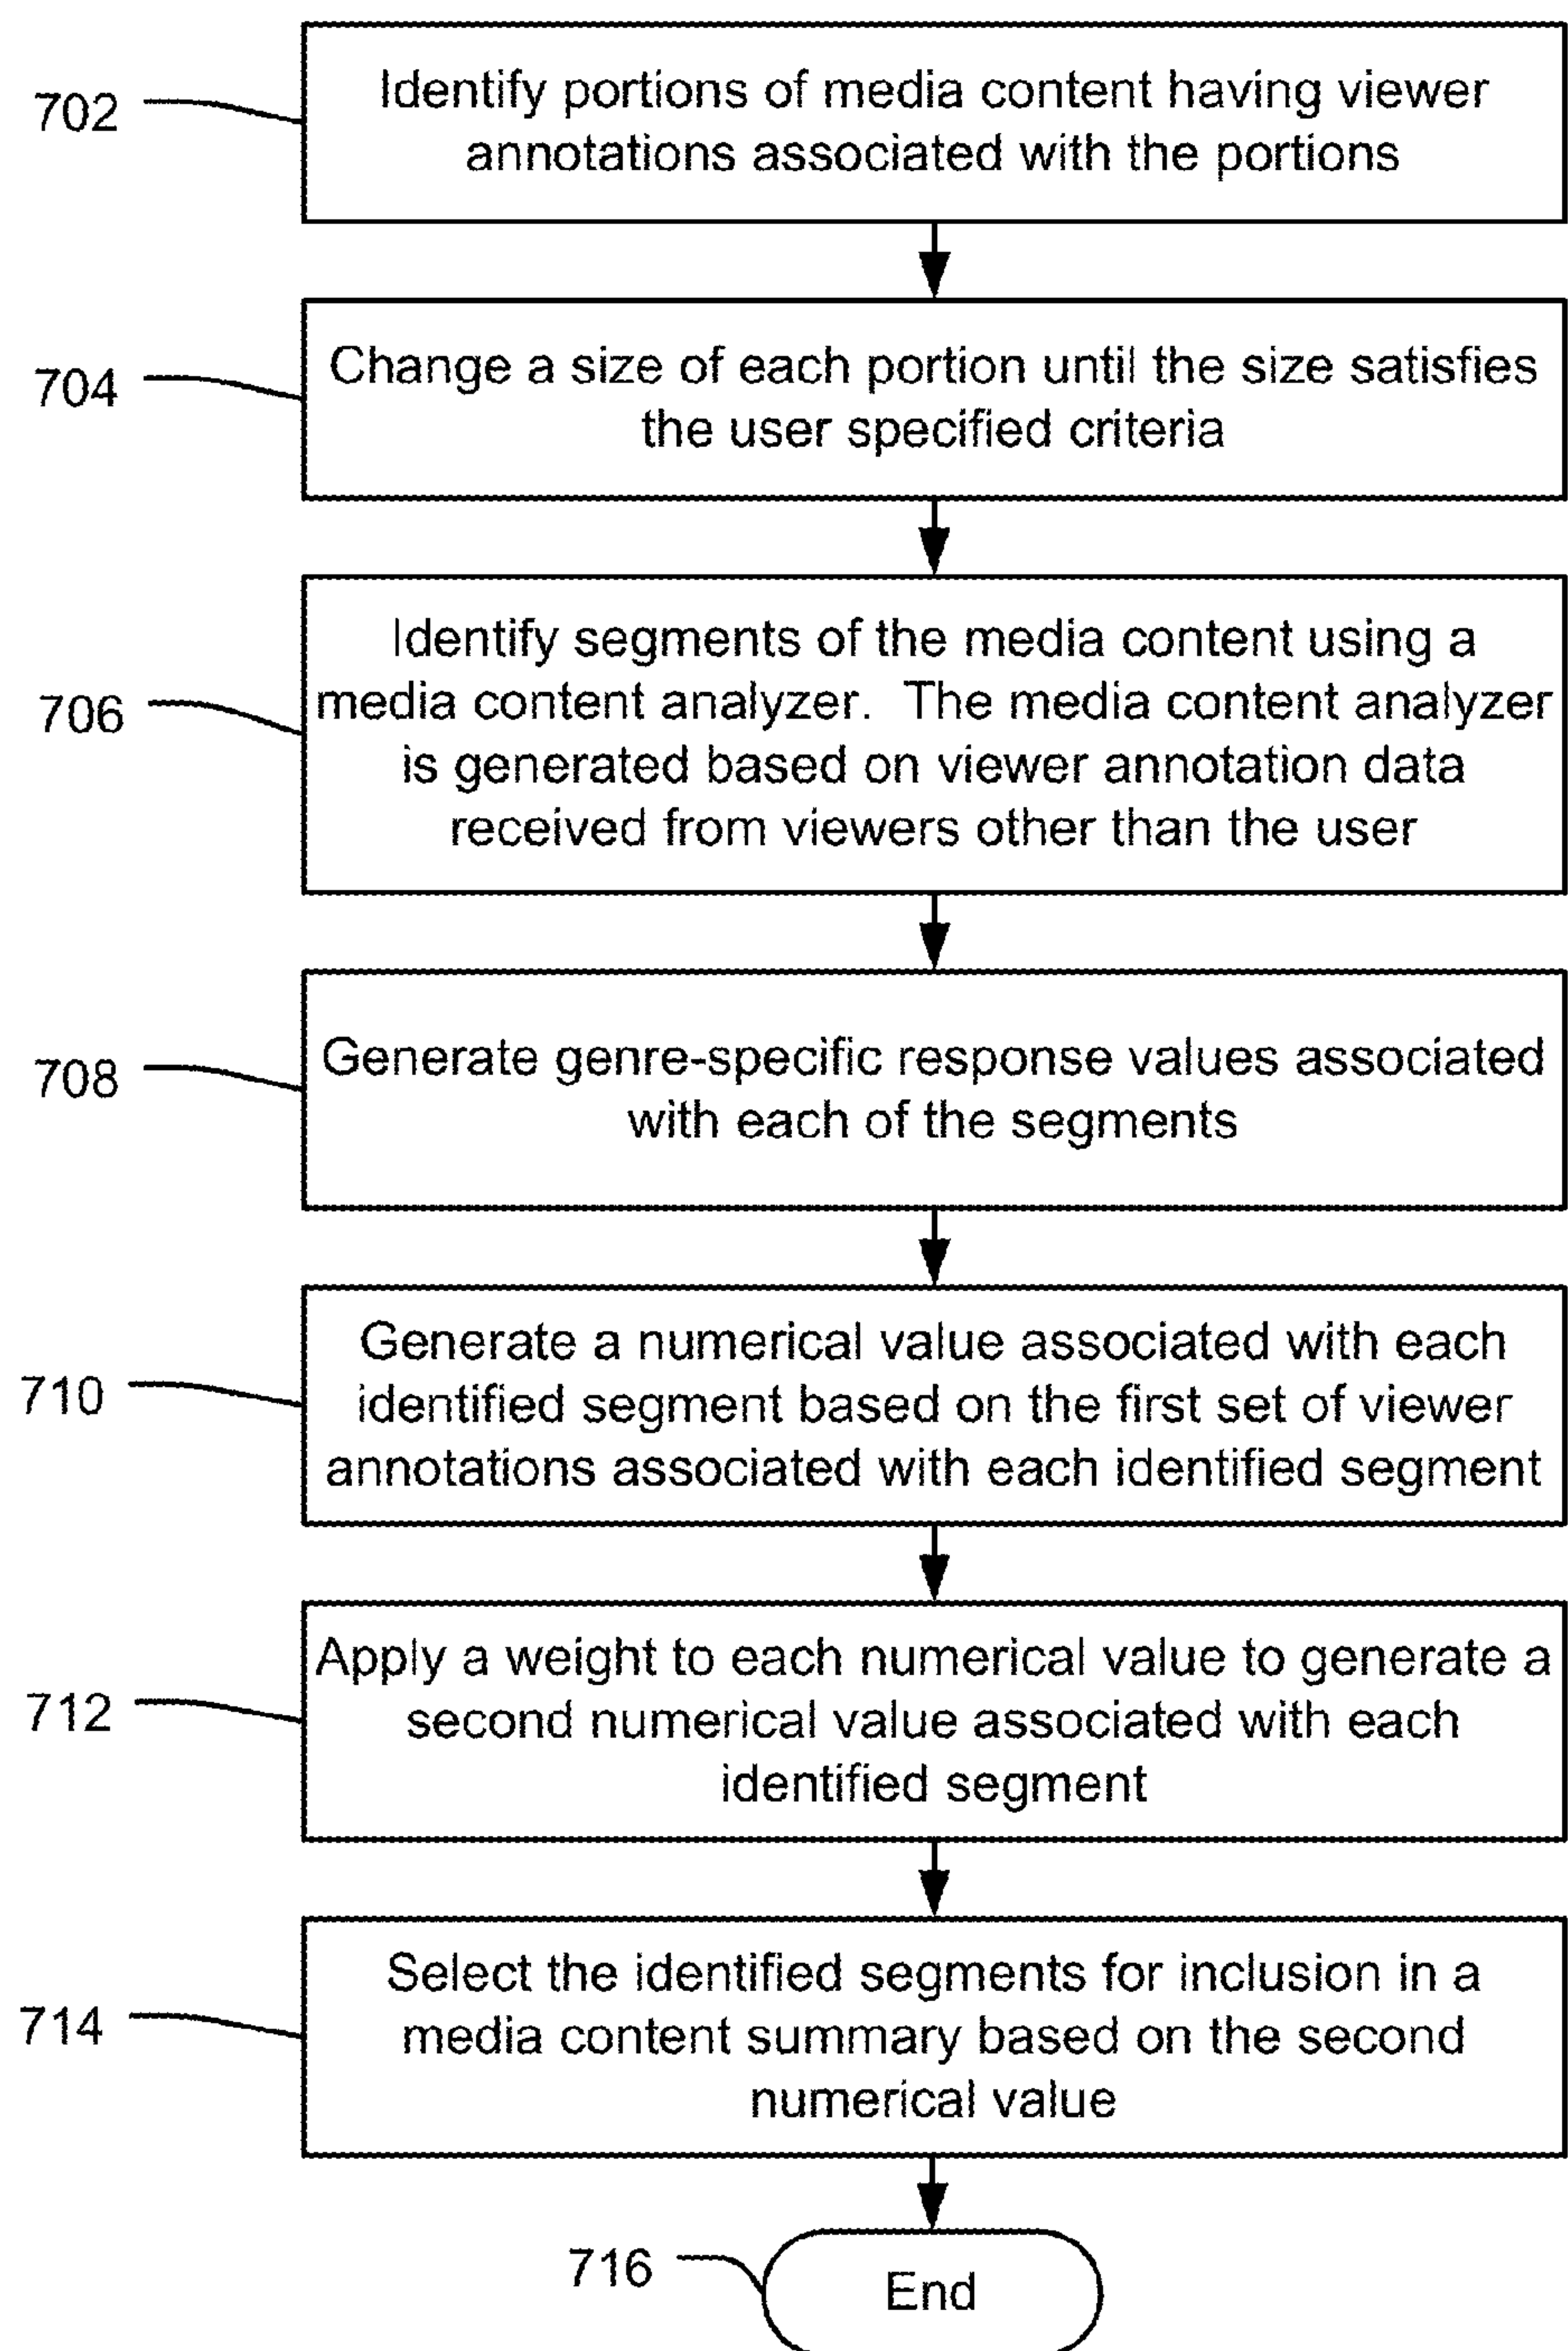 702
Identify portions of media content having viewer
annotations associated with the portions
704
Change a size of each portion until the size satisfies
the user specified criteria
706
Identify segments of the media content using a
media content analyzer. The media content analyzer
is generated based on viewer annotation data
received from viewers other than the user
708
Generate genre-specific response values associated
with each of the segments
710
Generate a numerical value associated with each
identified segment based on the first set of viewer
annotations associated with each identified segment
712
Apply a weight to each numerical value to generate a
second numerical value associated with each
identified segment
714
Select the identified segments for inclusion in a
media content summary based on the second
numerical value
716
End